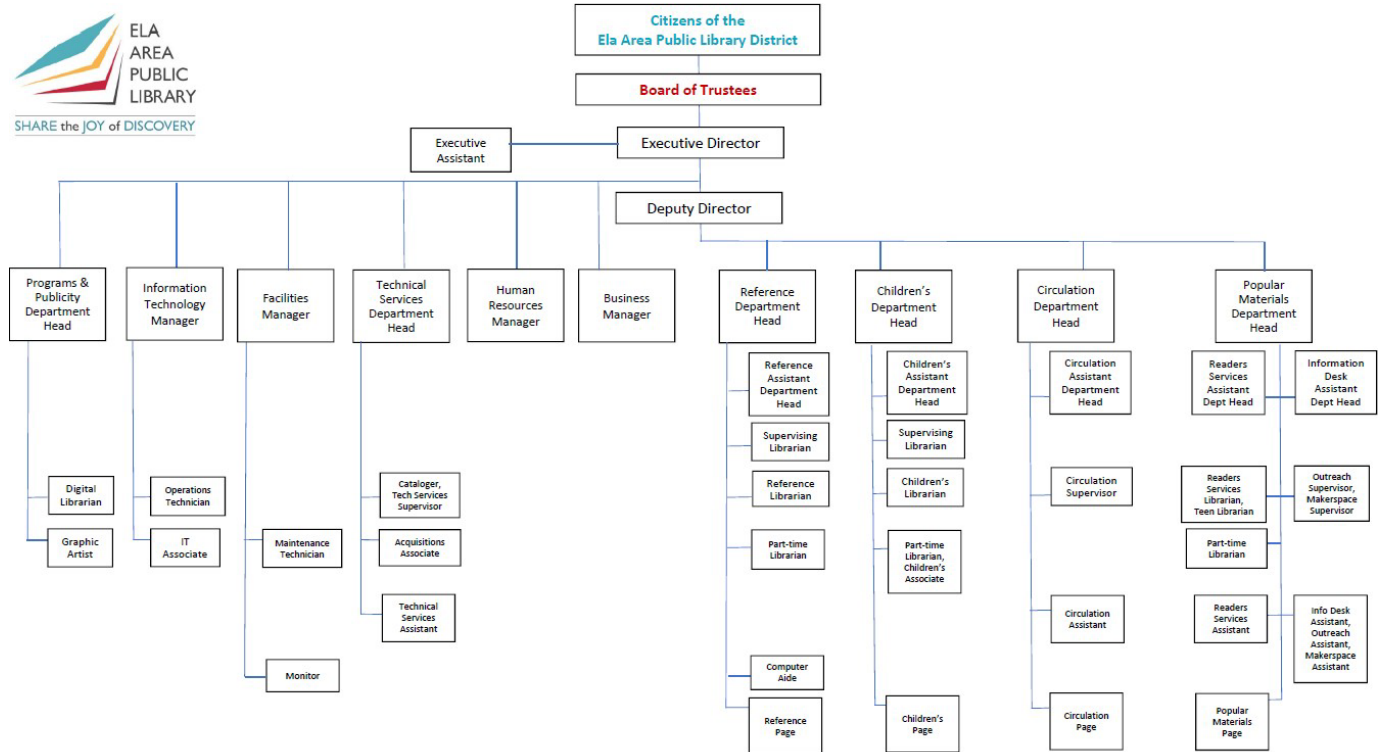 ELA
AREA
PUBLIC
LIBRARY
SHARE the JOY of DISCOVERY
Citizens of the
Ela Area Public Library District
Board of Trustees
Executive
Assistant
Executive Director
Deputy Director
Programs &
Publicity
Department
Head
Information
Technology
Manager
Facilities
Manager
Technical
Services
Department
Head
Human
Resources
Manager
Business
Manager
Reference
Department
Head
Children's
Department
Head
Circulation
Department
Head
Popular
Materials
Department
Head
Digital
Librarian
Graphic
Artist
Operations
Technician
IT
Associate
Maintenance
Technician
Monitor
Cataloger,
Tech Services
Supervisor
Acquisitions
Associate
Technical
Services
Assistant
Reference
Assistant
Department
Head
Supervising
Librarian
Reference
Librarian
Part-time
Librarian
Computer
Aide
Reference
Page
Children's
Assistant
Department
Head
Supervising
Librarian
Children's
Librarian
Part-time
Librarian,
Children's
Associate
Children's
Page
Circulation
Assistant
Department
Head
Circulation
Supervisor
Circulation
Assistant
Circulation
Page
Readers
Services
Assistant
Dept Head
Information
Desk
Assistant
Dept Head
Readers
Services
Librarian,
Teen Librarian
Outreach
Supervisor,
Makerspace
Supervisor
Part-time
Librarian
Readers
Services
Assistant
Info Desk
Assistant,
Outreach
Assistant,
Makerspace
Assistant
Popular
Materials
Page